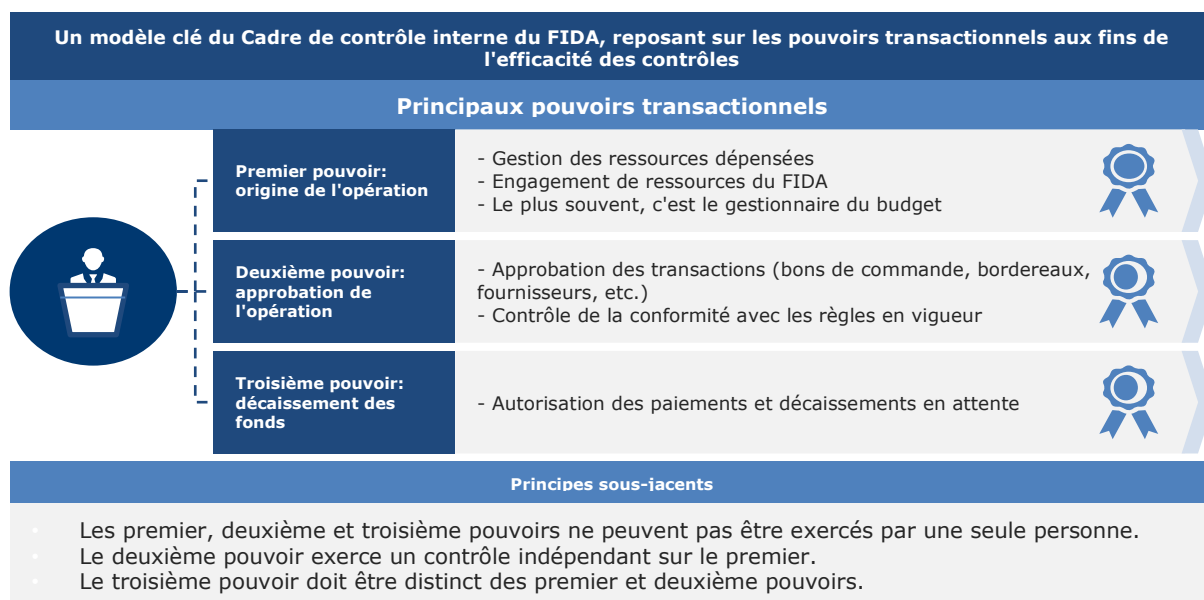 Un modèle clé du Cadre de contrôle interne du FIDA, reposant sur les pouvoirs transactionnels aux fins de
l'efficacité des contrôles
Principaux pouvoirs transactionnels
Premier pouvoir:
origine de l'opération
- Gestion des ressources dépensées
- Engagement de ressources du FIDA
- Le plus souvent, c'est le gestionnaire du budget
Deuxième pouvoir:
approbation de
l'opération
- Approbation des transactions (bons de commande, bordereaux,
fournisseurs, etc.)
- Contrôle de la conformité avec les règles en vigueur
Troisième pouvoir:
décaissement des
fonds
- Autorisation des paiements et décaissements en attente
Principes sous-jacents
• Les premier, deuxième et troisième pouvoirs ne peuvent pas être exercés par une seule personne.
• Le deuxième pouvoir exerce un contrôle indépendant sur le premier.
• Le troisième pouvoir doit être distinct des premier et deuxième pouvoirs.